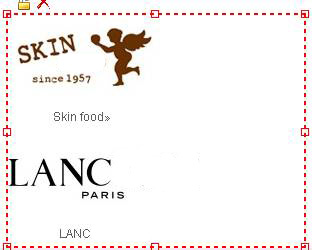 SKIN
since 1957
Skin food»
LANC
PARIS
LANC